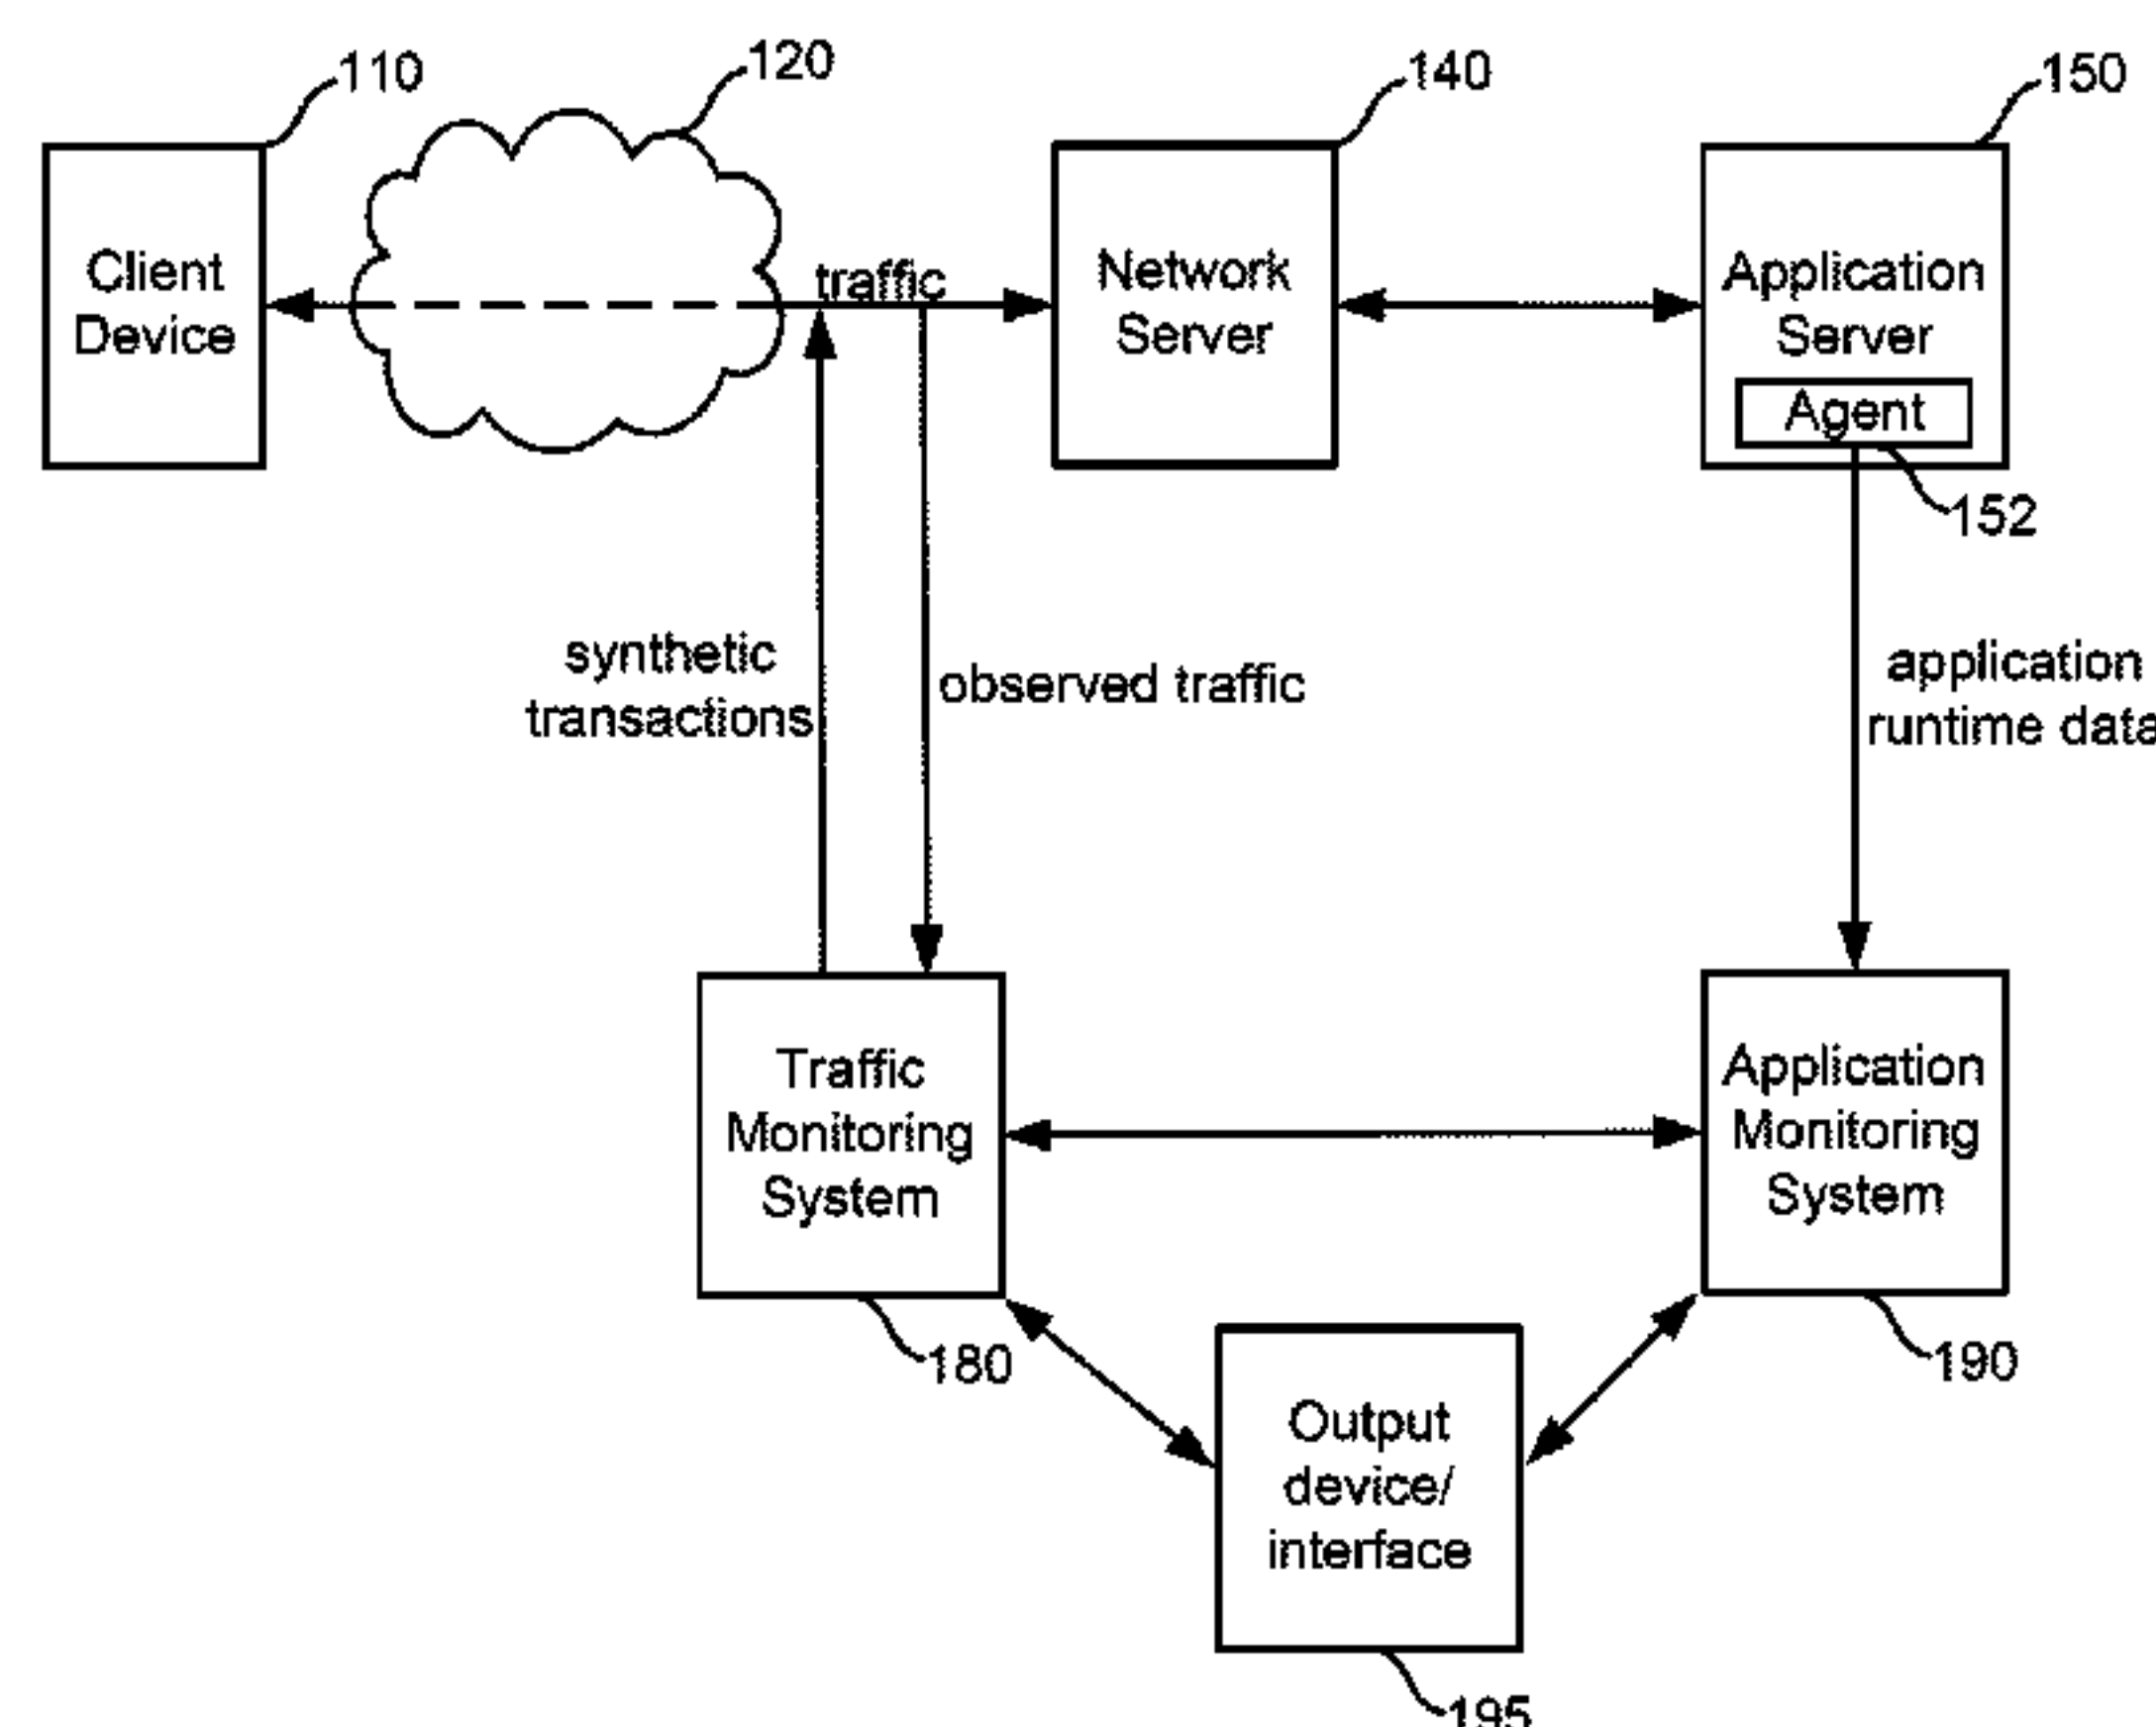 110
120
140
150
Client
Device
traffic
Network
Server
Application
Server
Agent
152
synthetic
transactions
observed traffic
application
runtime data
Traffic
Monitoring
System
Application
Monitoring
System
180
190
Output
device/
interface
195